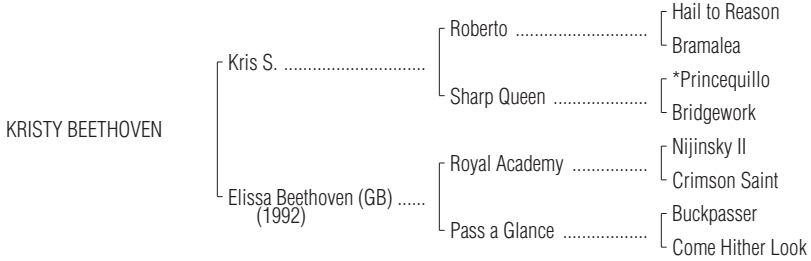 Hail to Reason
Roberto ............................
Bramalea
Kris S. ..............................
*Princequillo
Sharp Queen ....................
Bridgework
KRISTY BEETHOVEN
Nijinsky II
Royal Academy ................
Crimson Saint
Elissa Beethoven (GB) ......
(1992)
Buckpasser
Pass a Glance ..................
Come Hither Look